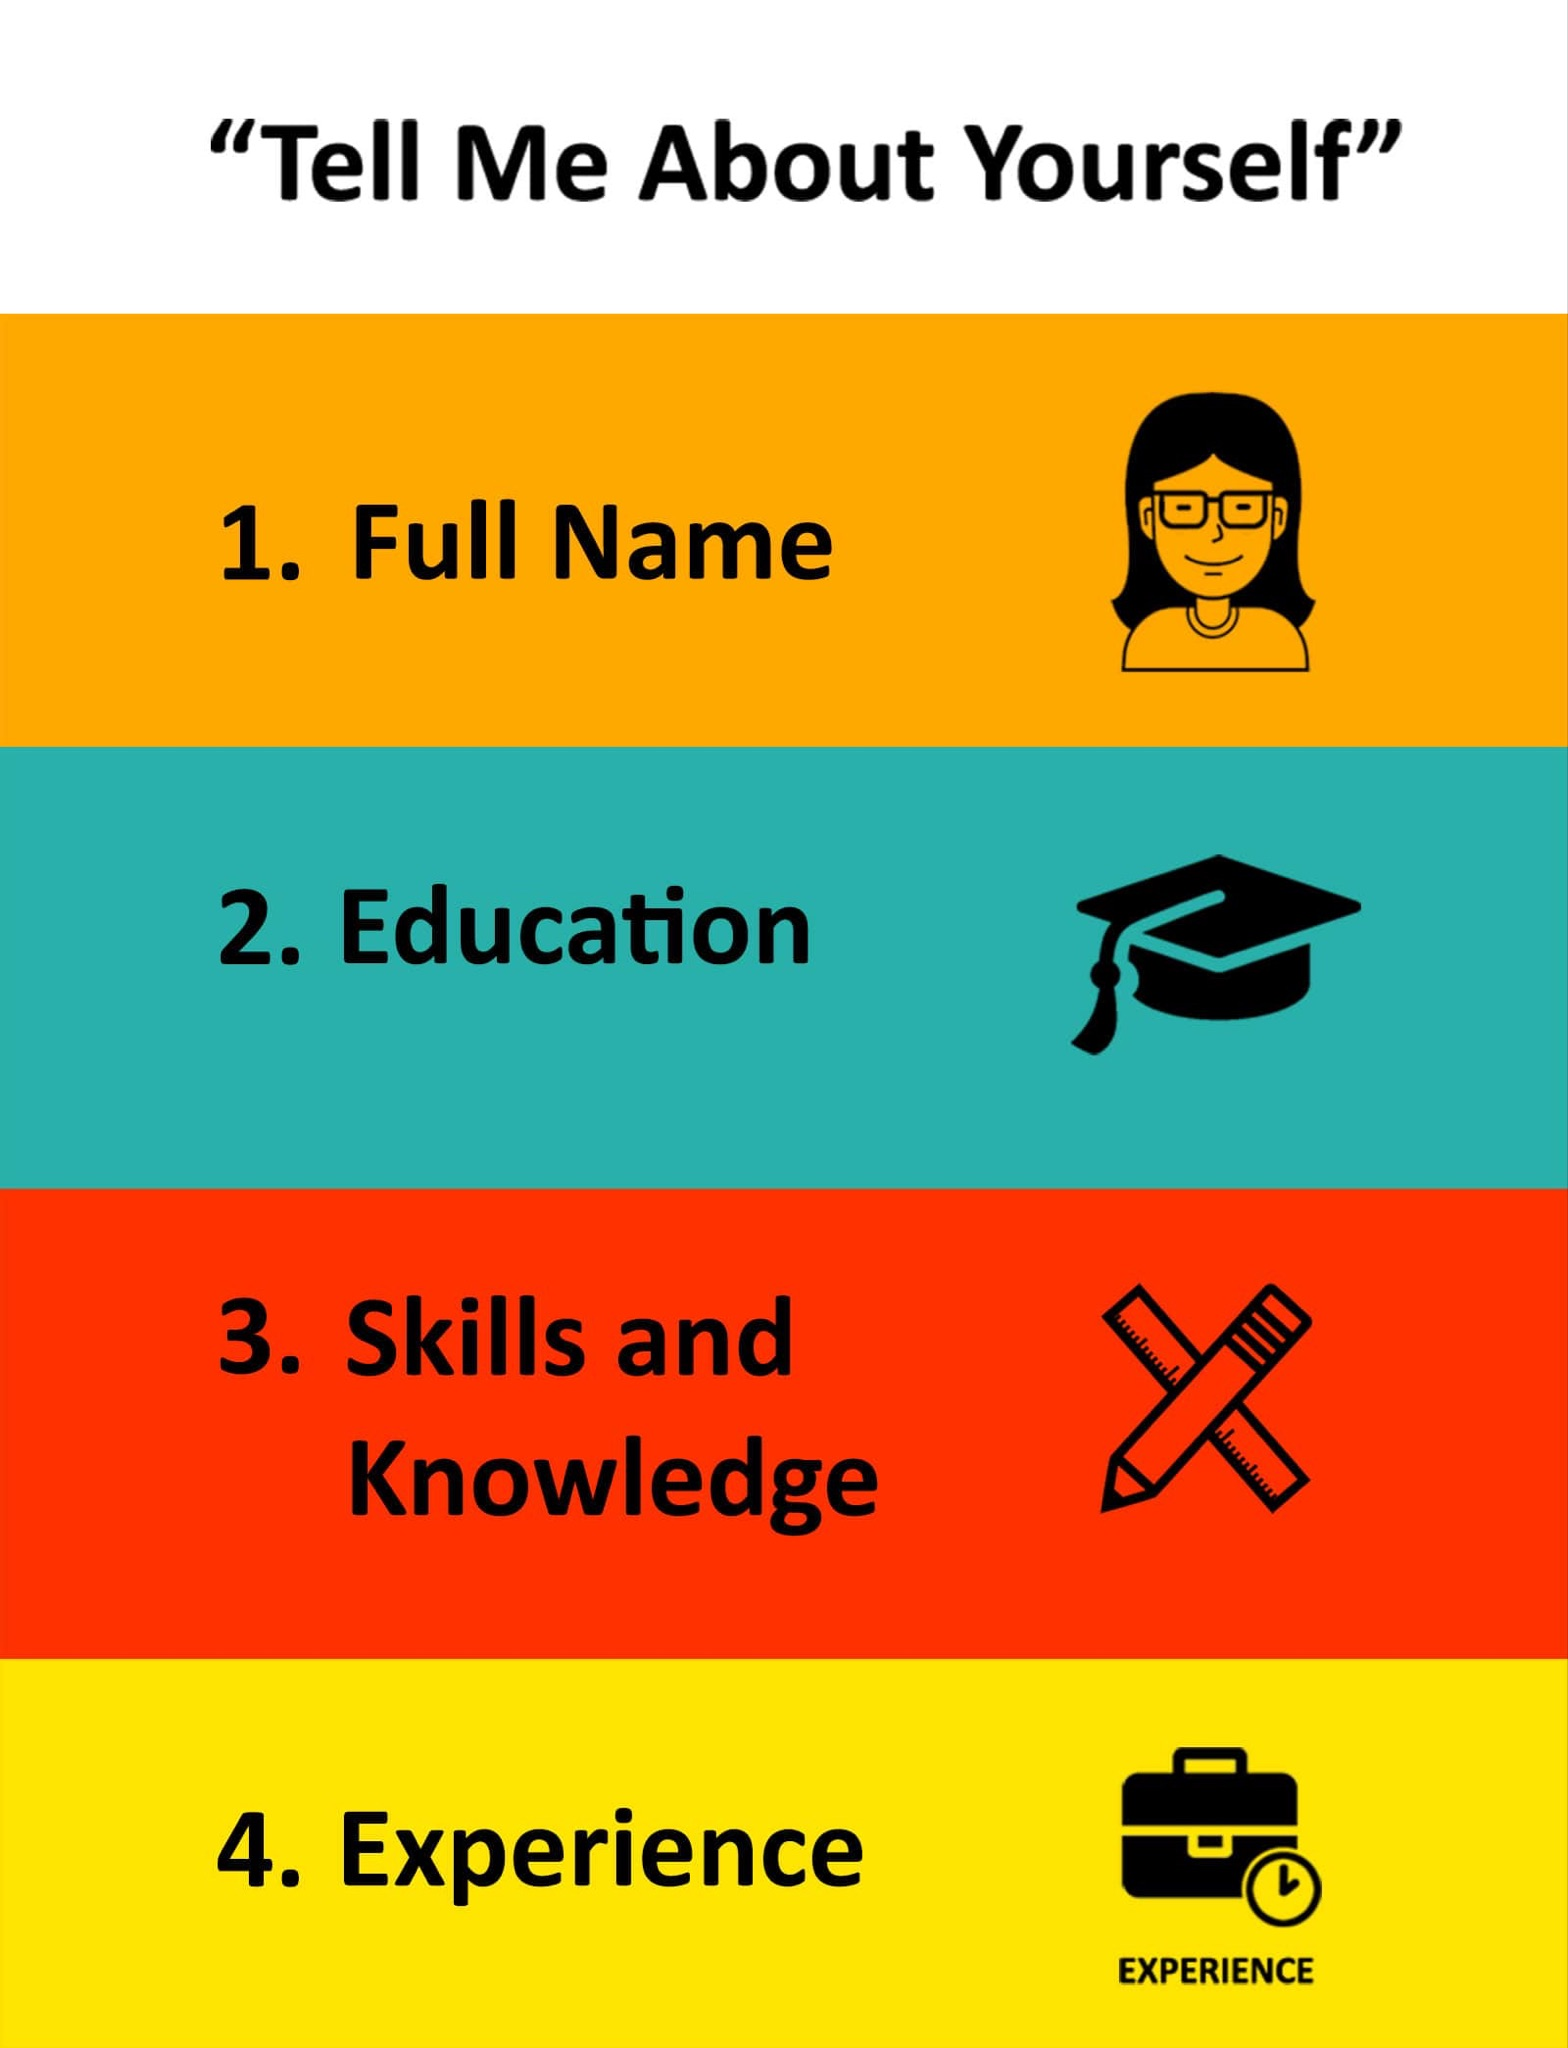 “Tell Me About Yourself”
1. Full Name
2. Education
3. Skills and
Knowledge
4. Experience
EXPERIENCE